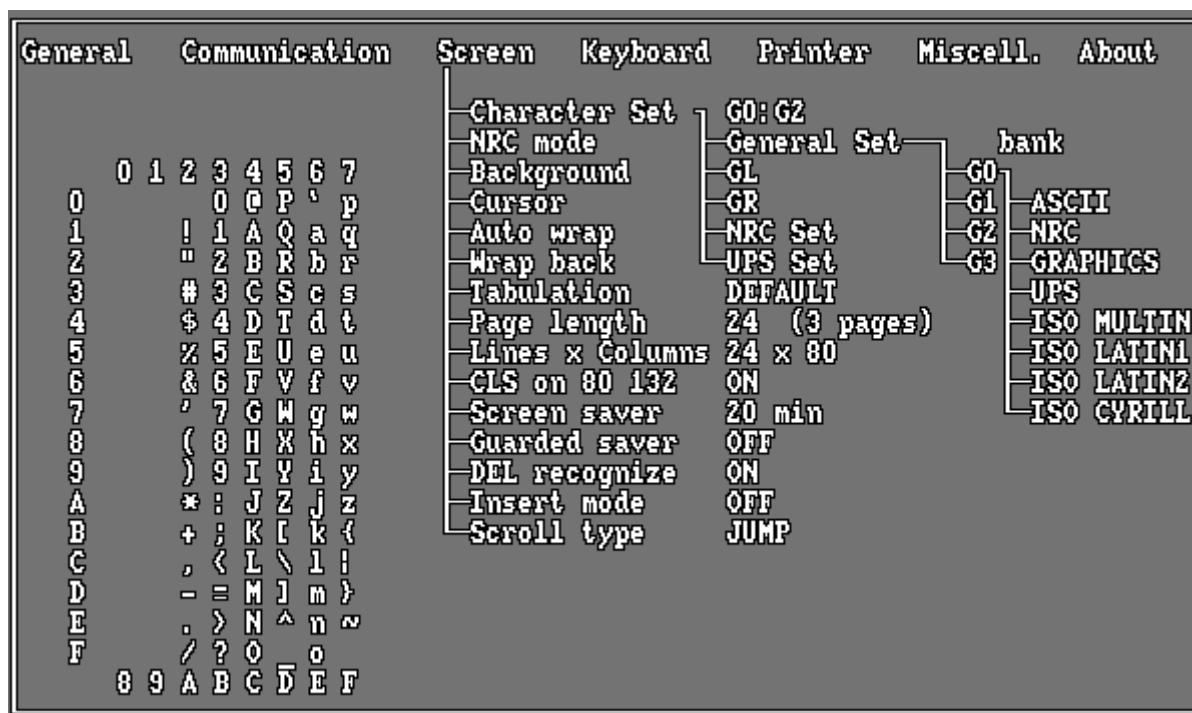 General Communication Screen Keyboard Printer Miscell. About
Character Set G0:G2
NRC mode General Set bank
0 1 2 3 4 5 6 7 Background GL G0
0 0 @ P ` p Cursor GR G1 ASCII
1 ! 1 A Q a q Auto wrap NRC Set G2 NRC
2 " 2 B R b r Wrap back UPS Set G3 GRAPHICS
3 # 3 C S c s Tabulation DEFAULT UPS
4 $ 4 D T d t Page length 24 (3 pages) ISO MULTIN
5 % 5 E U e u Lines x Columns 24 x 80 ISO LATIN1
6 & 6 F V f v CLS on 80 132 ON ISO LATIN2
7 ' 7 G W g w Screen saver 20 min ISO CYRILL
8 ( 8 H X h x Guarded saver OFF
9 ) 9 I Y i y DEL recognize ON
A * : J Z j z Insert mode OFF
B + ; K [ k { Scroll type JUMP
C , < L \ l |
D - = M ] m }
E . > N ^ n ~
F / ? O _ o
8 9 A B C D E F